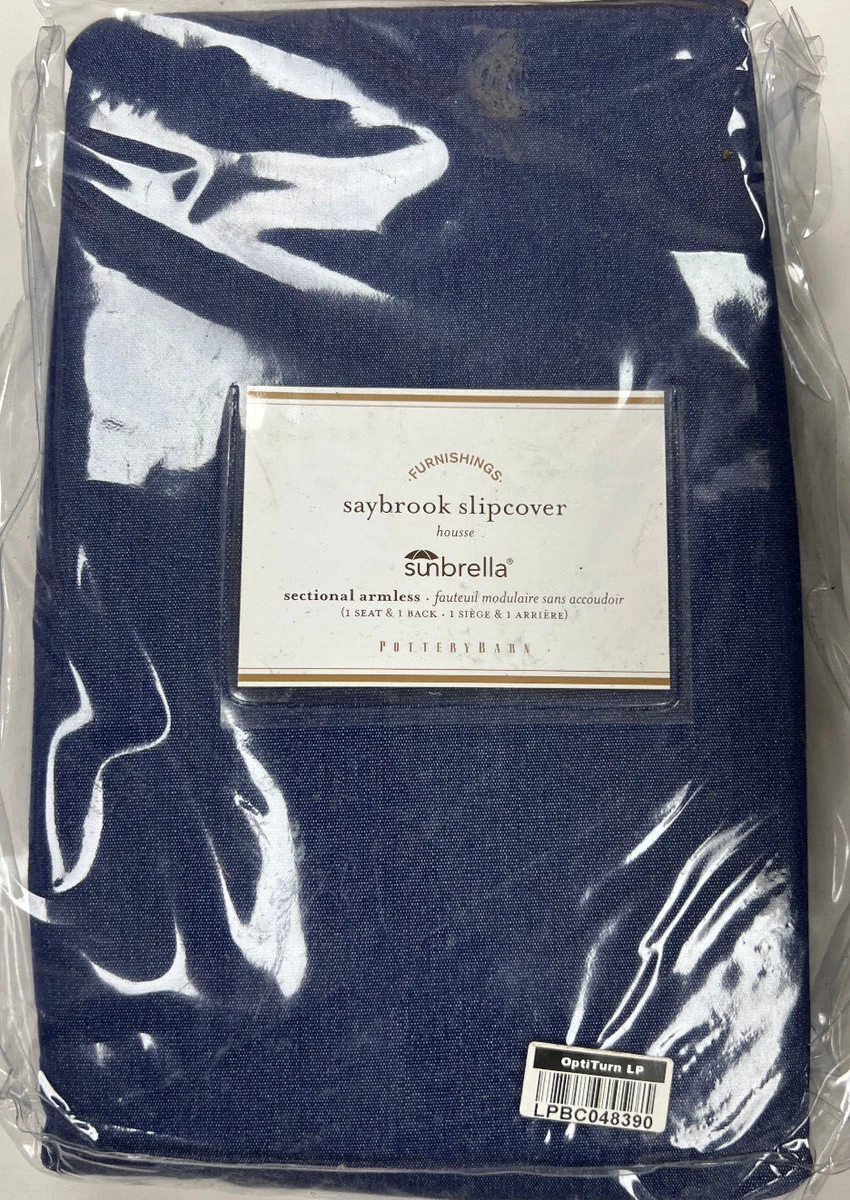 ·FURNISHINGS·
saybrook slipcover
housse
sunbrella®
sectional armless · fauteuil modulaire sans accoudoir
(1 SEAT & 1 BACK · 1 SIÈGE & 1 ARRIÈRE)
POTTERYBARN
OptiTurn LP
LPBC048390